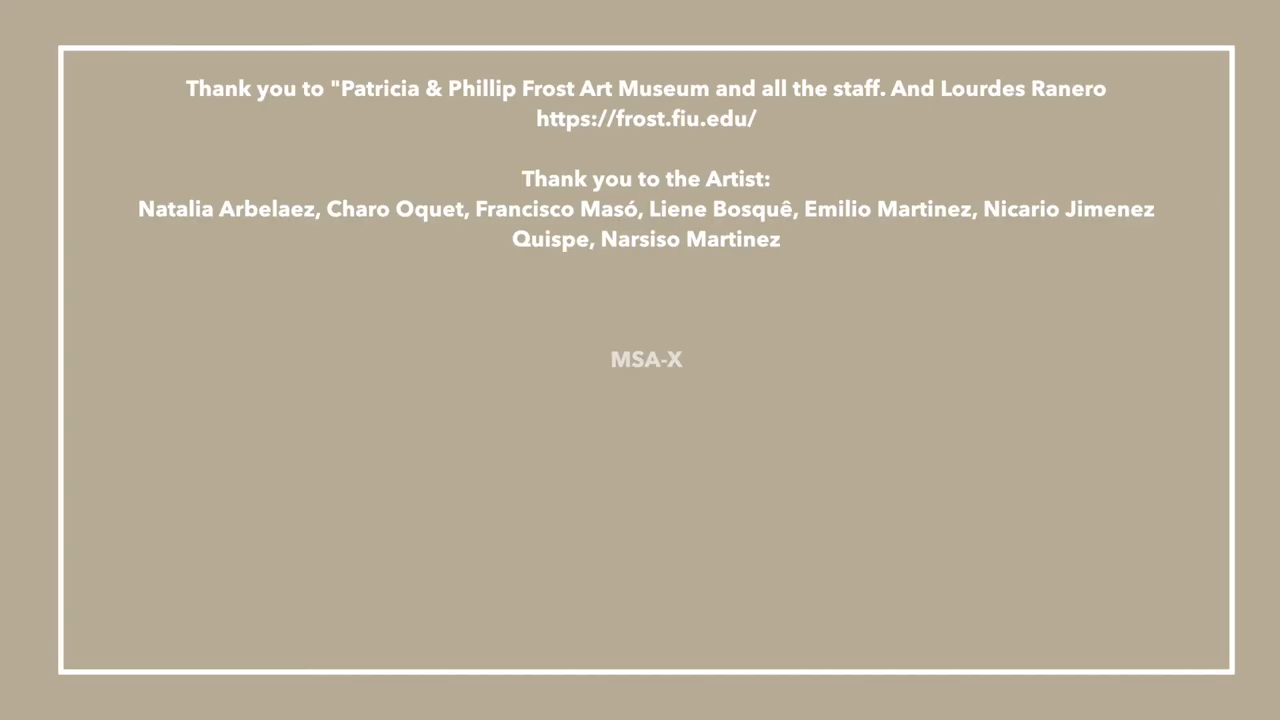 Thank you to "Patricia & Phillip Frost Art Museum and all the staff. And Lourdes Ranero
https://frost.fiu.edu/
Thank you to the Artist:
Natalia Arbelaez, Charo Oquet, Francisco Masó, Liene Bosquê, Emilio Martinez, Nicario Jimenez
Quispe, Narsiso Martinez
MSA-X